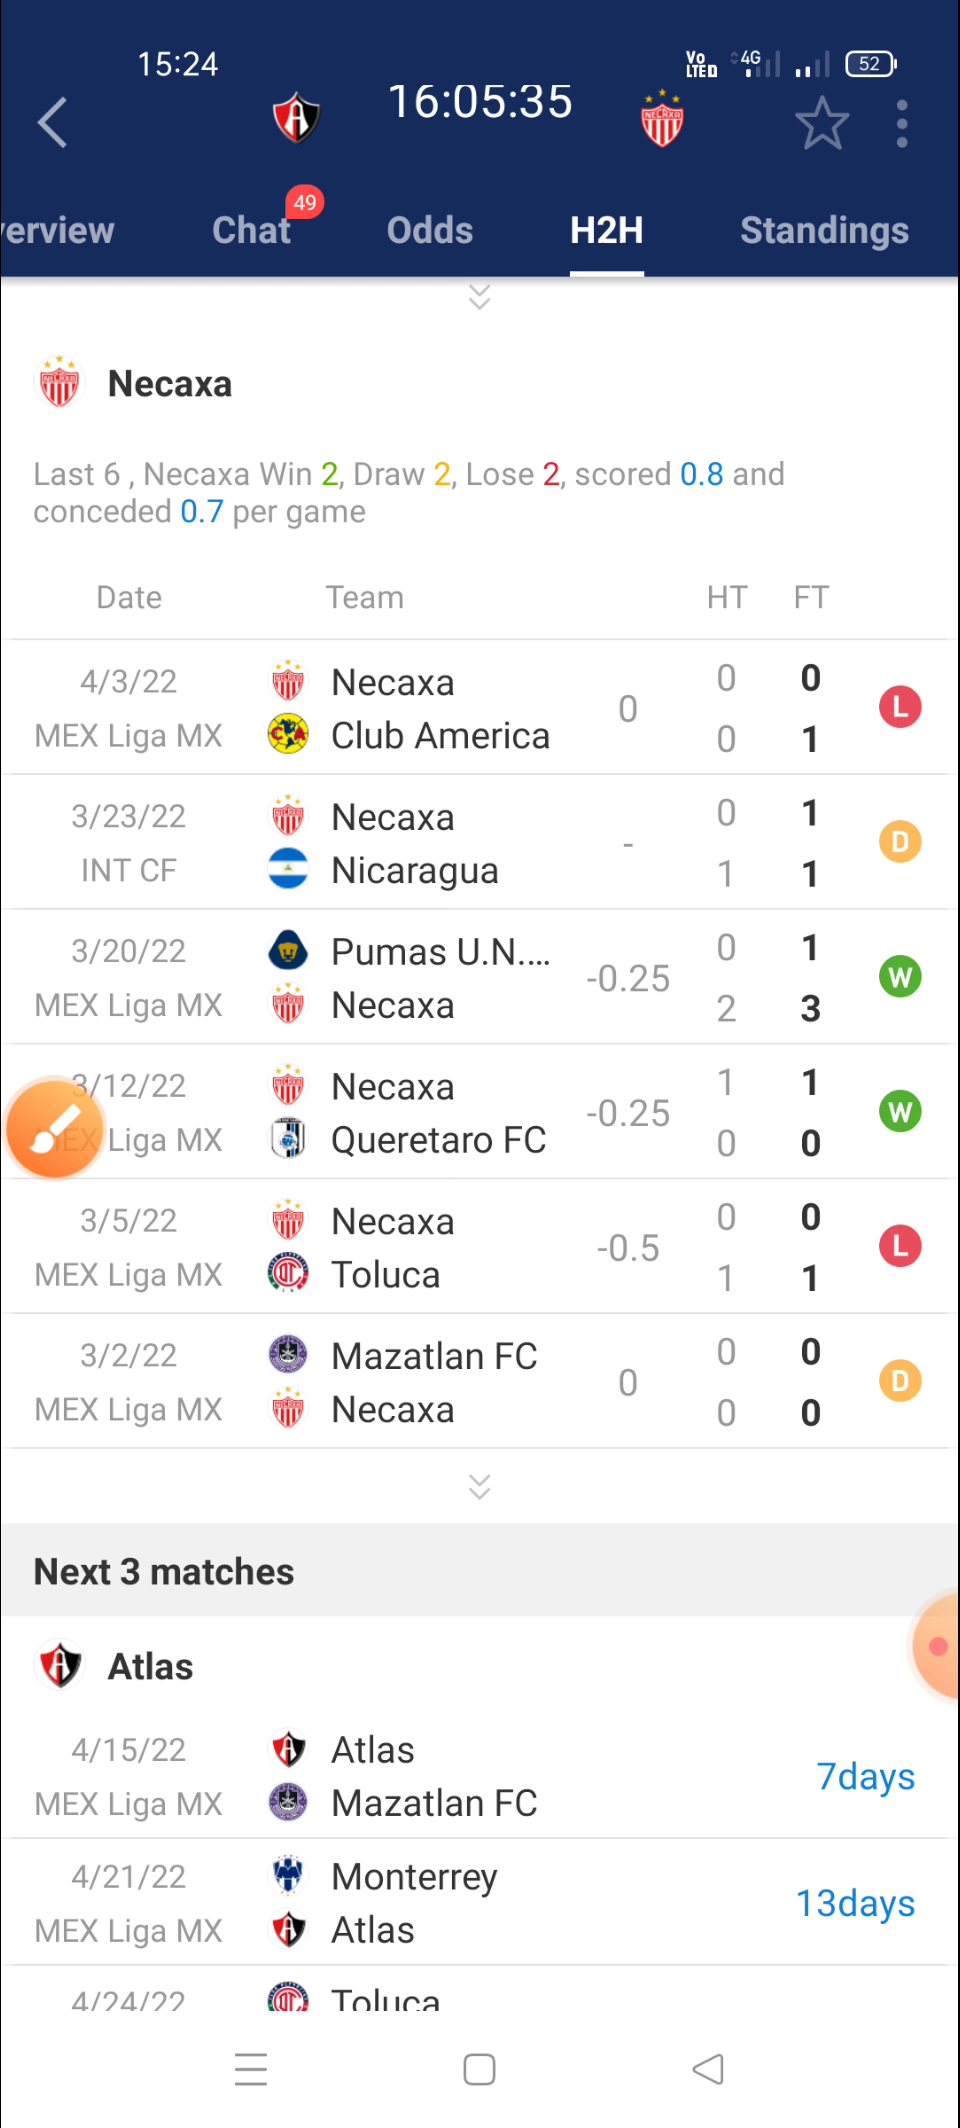 15:24
Vo LTE D 4G 52
16:05:35
NECAXA
erview Chat 49 Odds H2H Standings
Necaxa
Last 6 , Necaxa Win 2, Draw 2, Lose 2, scored 0.8 and
conceded 0.7 per game
Date Team HT FT
4/3/22 Necaxa 0 0 0
MEX Liga MX Club America 0 1 L
3/23/22 Necaxa - 0 1
INT CF Nicaragua 1 1 D
3/20/22 Pumas U.N.... -0.25 0 1
MEX Liga MX Necaxa 2 3 W
3/12/22 Necaxa -0.25 1 1
MEX Liga MX Queretaro FC 0 0 W
3/5/22 Necaxa -0.5 0 0
MEX Liga MX Toluca 1 1 L
3/2/22 Mazatlan FC 0 0 0
MEX Liga MX Necaxa 0 0 D
Next 3 matches
Atlas
4/15/22 Atlas 7days
MEX Liga MX Mazatlan FC
4/21/22 Monterrey 13days
MEX Liga MX Atlas
4/24/22 Toluca